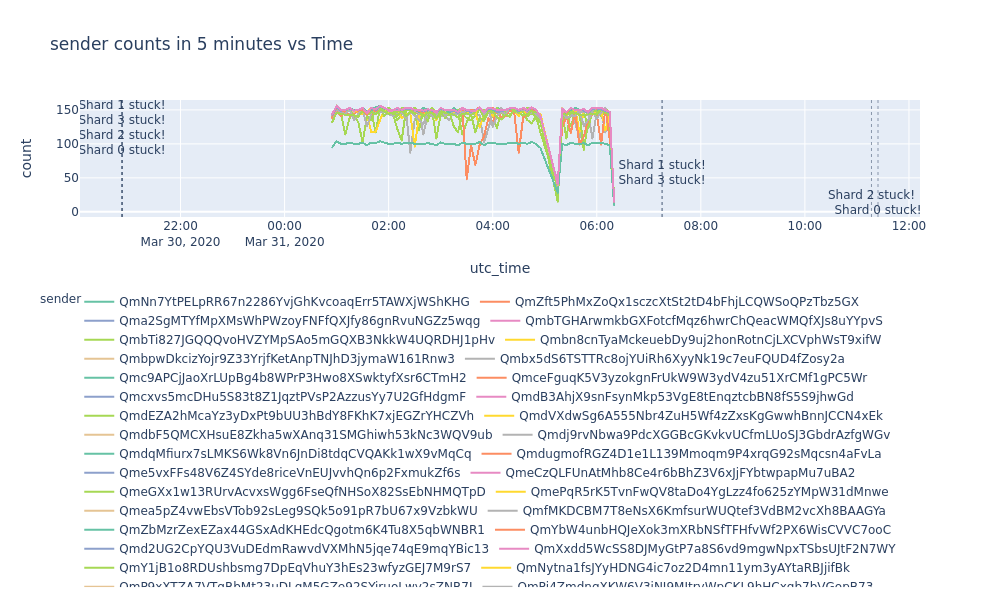 sender counts in 5 minutes vs Time
count
150
100
50
0
Shard 1 stuck!
Shard 3 stuck!
Shard 2 stuck!
Shard 0 stuck!
Shard 1 stuck!
Shard 3 stuck!
Shard 2 stuck!
Shard 0 stuck!
22:00 00:00 02:00 04:00 06:00 08:00 10:00 12:00
Mar 30, 2020 Mar 31, 2020
utc_time
sender
QmNn7YtPELpRR67n2286YvjGhKvcoaqErr5TAWXjWShKHG QmZft5PhMxZoQx1sczcXtSt2tD4bFhjLCQWSoQPzTbz5GX
Qma2SgMTYfMpXMsWhPWzoyFNFfQXJfy86gnRvuNGZz5wqg QmbTGHArwmkbGXFotcfMqz6hwrChQeacWMQfXJs8uYYpvS
QmbTi827JGQQQvoHVZYMpSAo5mGQXB3NkkW4UQRDHJ1pHv Qmbn8cnTyaMckeuebDy9uj2honRotnCjLXCVphWsT9xifW
QmbpwDkcizYojr9Z33YrjfKetAnpTNJhD3jymaW161Rnw3 Qmbx5dS6TSTTRc8ojYUiRh6XyyNk19c7euFQUD4fZosy2a
Qmc9APCjJaoXrLUpBg4b8WPrP3Hwo8XSwktyfXsr6CTmH2 QmceFguqK5V3yzokgnFrUkW9W3ydV4zu51XrCMf1gPC5Wr
Qmcxvs5mcDHu5S83t8Z1JqztPVsP2AzzusYy7U2GfHdgmF QmdB3AhjX9snFsynMkp53VgE8tEnqztcbBN8fS5S9jhwGd
QmdEZA2hMcaYz3yDxPt9bUU3hBdY8FKhK7xjEGZrYHCZVh QmdVXdwSg6A555Nbr4ZuH5Wf4zZxsKgGwwhBnnJCCN4xEk
QmdbF5QMCXHsuE8Zkha5wXAnq31SMGhiwh53kNc3WQV9ub Qmdj9rvNbwa9PdcXGGBcGKvkvUCfmLUoSJ3GbdrAzfgWGv
QmdqMfiurx7sLMKS6Wk8Vn6JnDi8tdqCVQAKk1wX9vMqCq QmdugmofRGZ4D1e1L139Mmoqm9P4xrqG92sMqcsn4aFvLa
Qme5vxFFs48V6Z4SYde8riceVnEUJvvhQn6p2FxmukZf6s QmeCzQLFUnAtMhb8Ce4r6bBhZ3V6xJjFYbtwpapMu7uBA2
QmeGXx1w13RUrvAcvxsWgg6FseQfNHSoX82SsEbNHMQTpD QmePqR5rK5TvnFwQV8taDo4YgLzz4fo625zYMpW31dMnwe
Qmea5pZ4vwEbsVTob92sLeg9SQk5o91pR7bU67x9VzbkWU QmfMKDCBM7T8eNsX6KmfsurWUQtef3VdBM2vcXh8BAAGYa
QmZbMzrZexEZax44GSxAdKHEdcQgotm6K4Tu8X5qbWNBR1 QmYbW4unbHQJeXok3mXRbNSfTFHfvWf2PX6WisCVVC7ooC
Qmd2UG2CpYQU3VuDEdmRawvdVXMhN5jqe74qE9mqYBic13 QmXxdd5WcSS8DJMyGtP7a8S6vd9mgwNpxTSbsUJtF2N7WY
QmY1jB1o8RDUshbsmg7DpEqVhuY3hEs23wfyzGEJ7M9rS7 QmNytna1fsJYyHDNG4ic7oz2D4mn11ym3yAYtaRBJjifBk